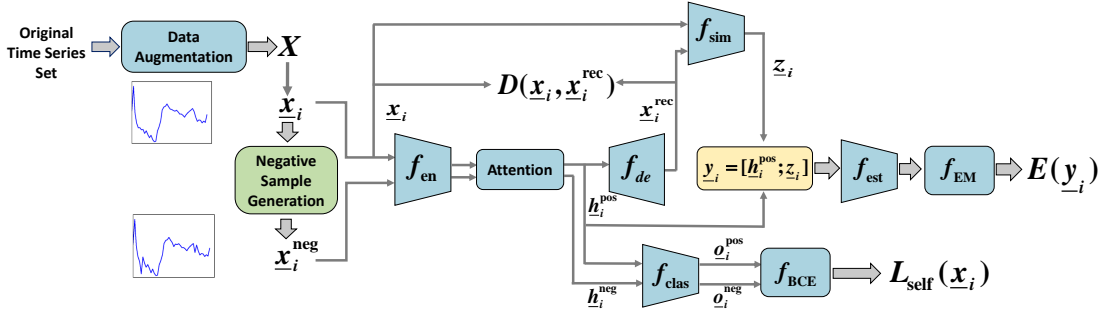 Original
Time Series
Set
Data
Augmentation
X
x_i
Negative
Sample
Generation
x_i^neg
x_i
f_en
Attention
D(x_i, x_i^rec)
x_i^rec
f_sim
z_i
f_de
h_i^pos
y_i = [h_i^pos; z_i]
f_est
f_EM
E(y_i)
h_i^neg
f_clas
o_i^pos
o_i^neg
f_BCE
L_self(x_i)